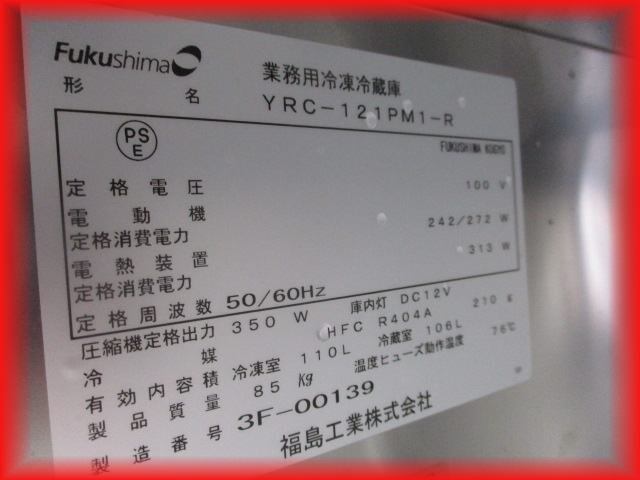 Fukushima
業務用冷凍冷蔵庫
形名 YRC-121PM1-R
PS E
FUKUSHIMA KOGYO
定格電圧 100 V
電動機定格消費電力 242/272 W
電熱装置定格消費電力 313 W
定格周波数 50/60Hz
圧縮機定格出力 350 W 庫内灯 DC12V
冷媒 HFC R404A 210 g
有効内容積 冷凍室 110L 冷蔵室 106L
製品質量 85 kg 温度ヒューズ動作温度 76℃
製造番号 3F-00139
福島工業株式会社